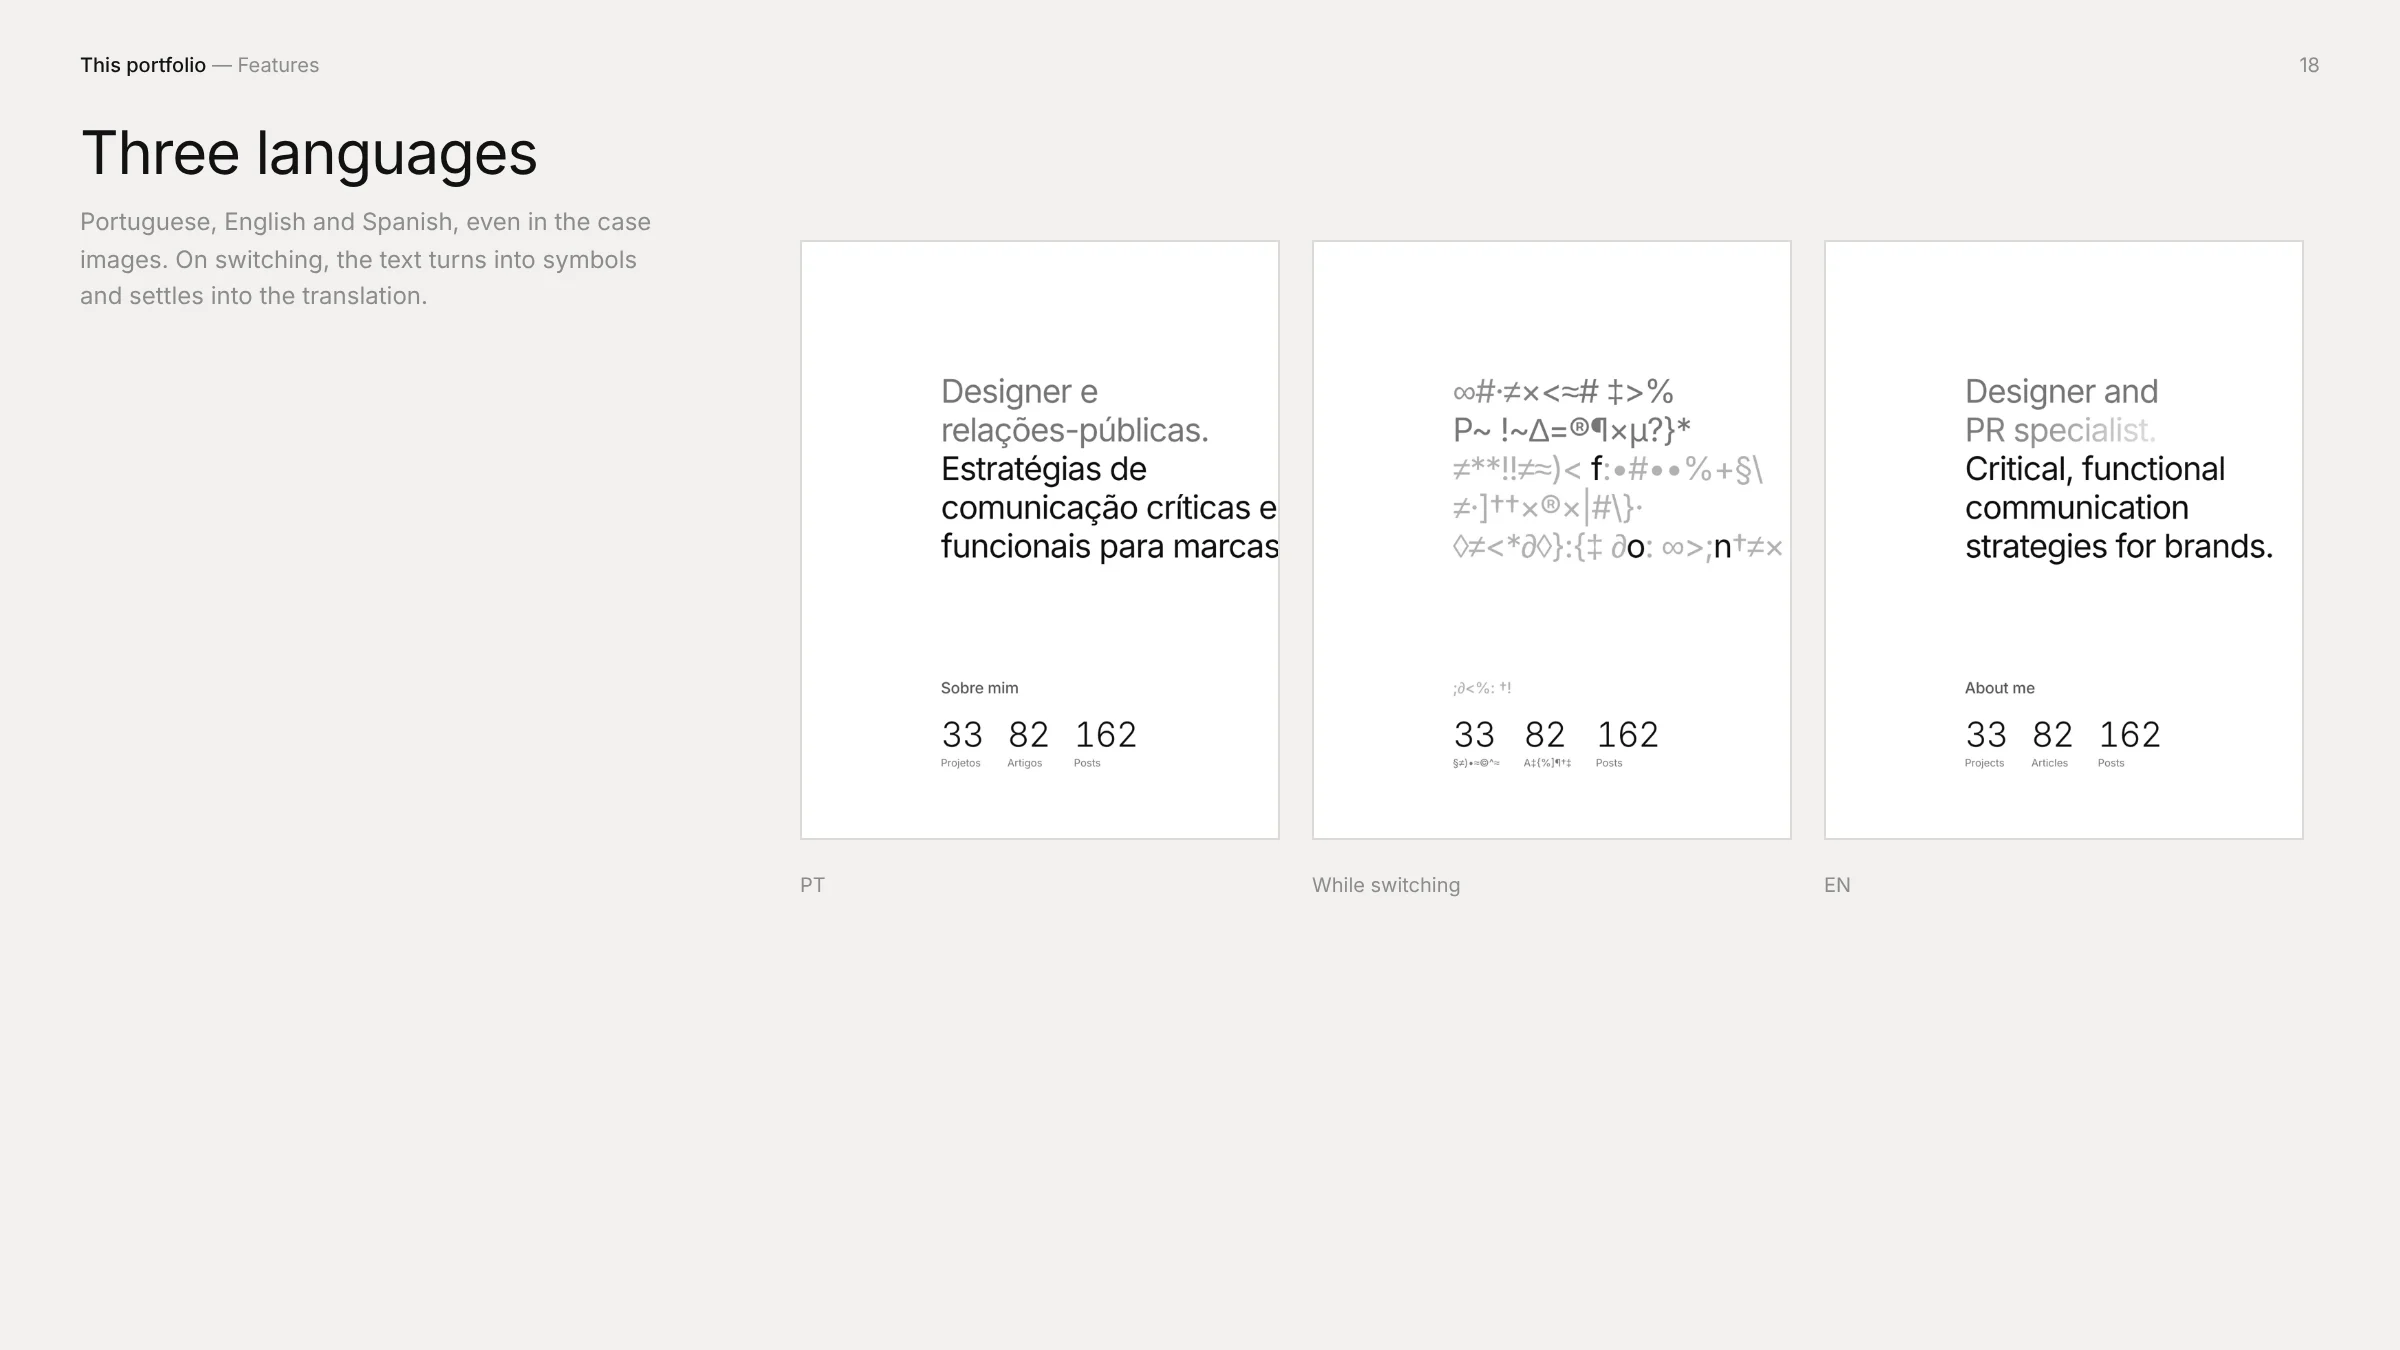 This portfolio — Features
18
Three languages
Portuguese, English and Spanish, even in the case
images. On switching, the text turns into symbols
and settles into the translation.
Designer e
relações-públicas.
Estratégias de
comunicação críticas e
funcionais para marcas
Sobre mim
33 82 162
Projetos Artigos Posts
PT
∞#·≠×<≈# ‡>%
P~ !~∆=®¶×µ?}*
≠**!!≠≈)< f:•#••%+§\
≠·]††×®×|#\}·
◊≠<*∂◊}:{‡ ∂o: ∞>;n†≠×
;∂<%: †!
33 82 162
§≠)•≈©^≈ A‡{%]¶†‡ Posts
While switching
Designer and
PR specialist.
Critical, functional
communication
strategies for brands.
About me
33 82 162
Projects Articles Posts
EN